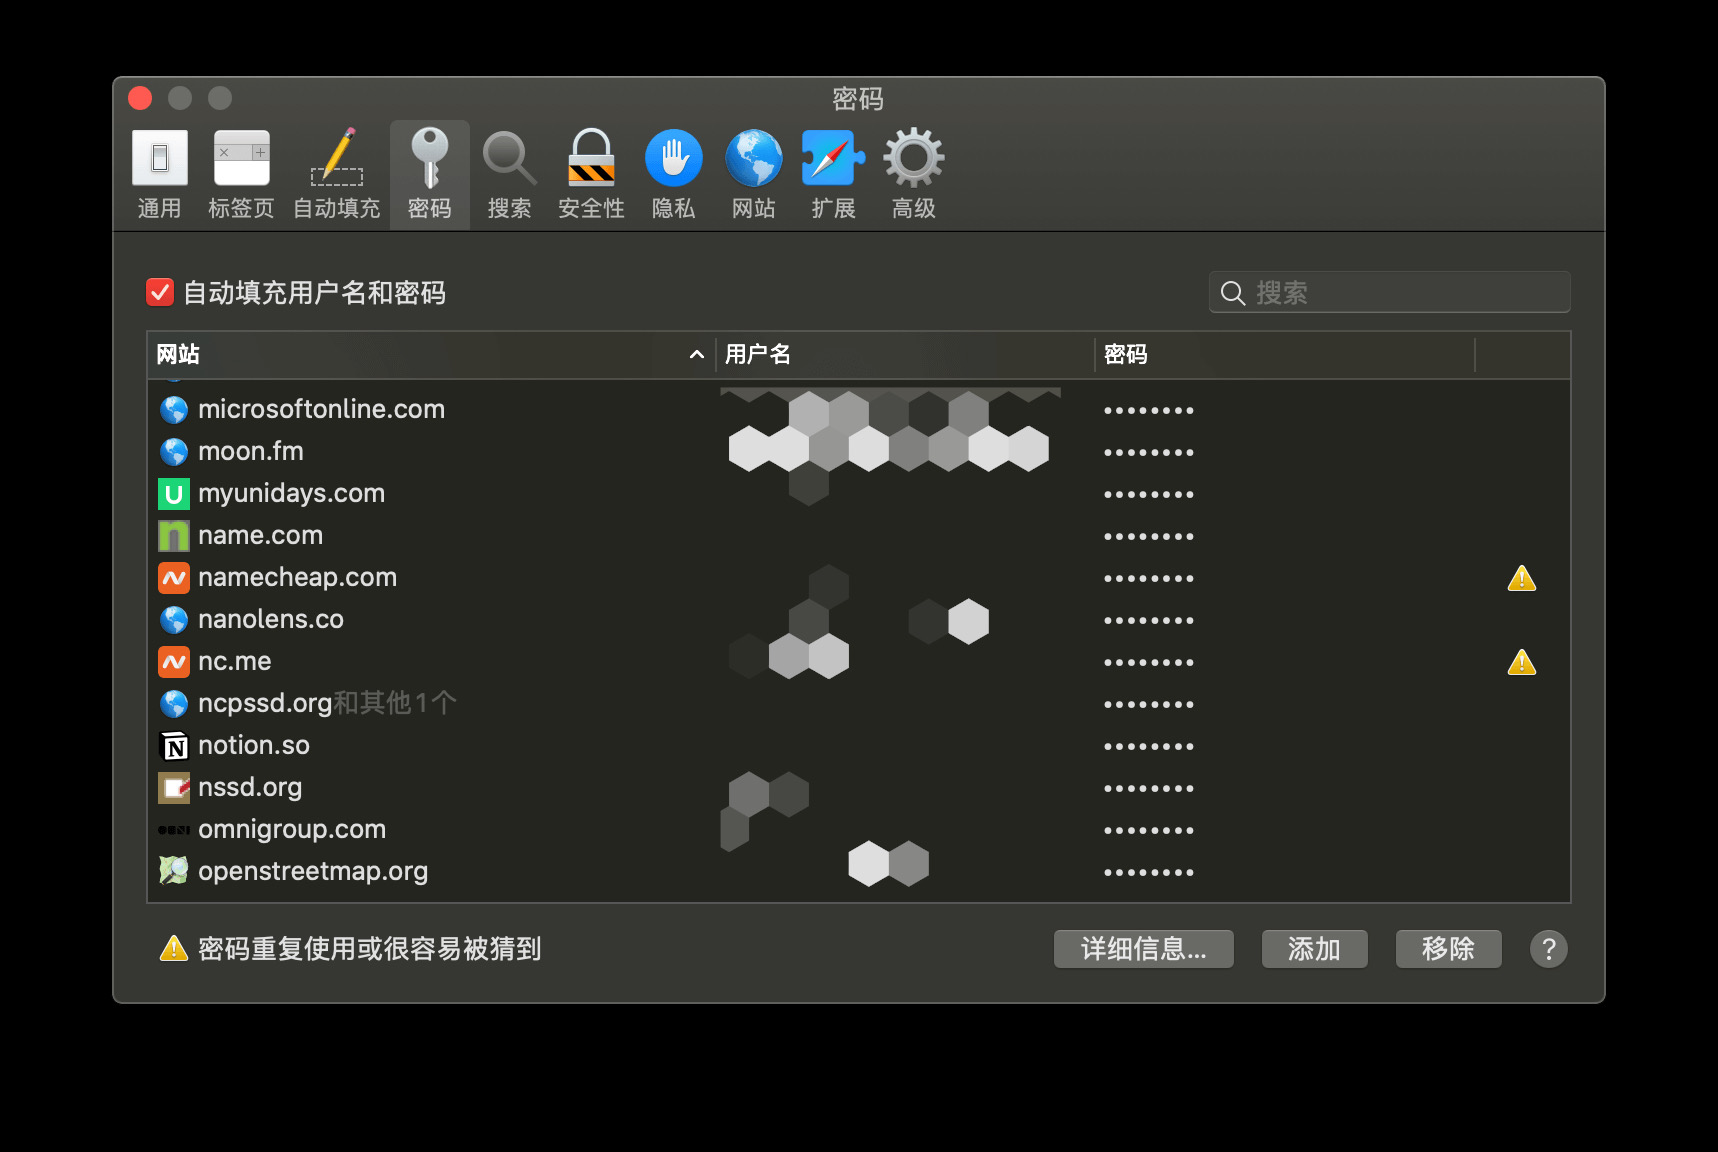 密码
通用 标签页 自动填充 密码 搜索 安全性 隐私 网站 扩展 高级
自动填充用户名和密码 搜索
网站 用户名 密码
microsoftonline.com ••••••••
moon.fm ••••••••
U myunidays.com ••••••••
n name.com ••••••••
namecheap.com ••••••••
nanolens.co ••••••••
nc.me ••••••••
ncpssd.org和其他1个 ••••••••
N notion.so ••••••••
nssd.org ••••••••
omnigroup.com ••••••••
openstreetmap.org ••••••••
密码重复使用或很容易被猜到 详细信息... 添加 移除 ?